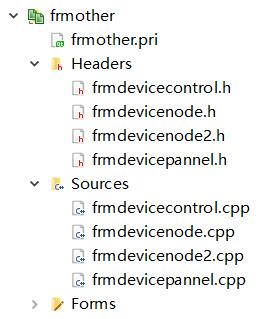 frmother
frmother.pri
Headers
frmdevicecontrol.h
frmdevicenode.h
frmdevicenode2.h
frmdevicepannel.h
Sources
frmdevicecontrol.cpp
frmdevicenode.cpp
frmdevicenode2.cpp
frmdevicepannel.cpp
Forms